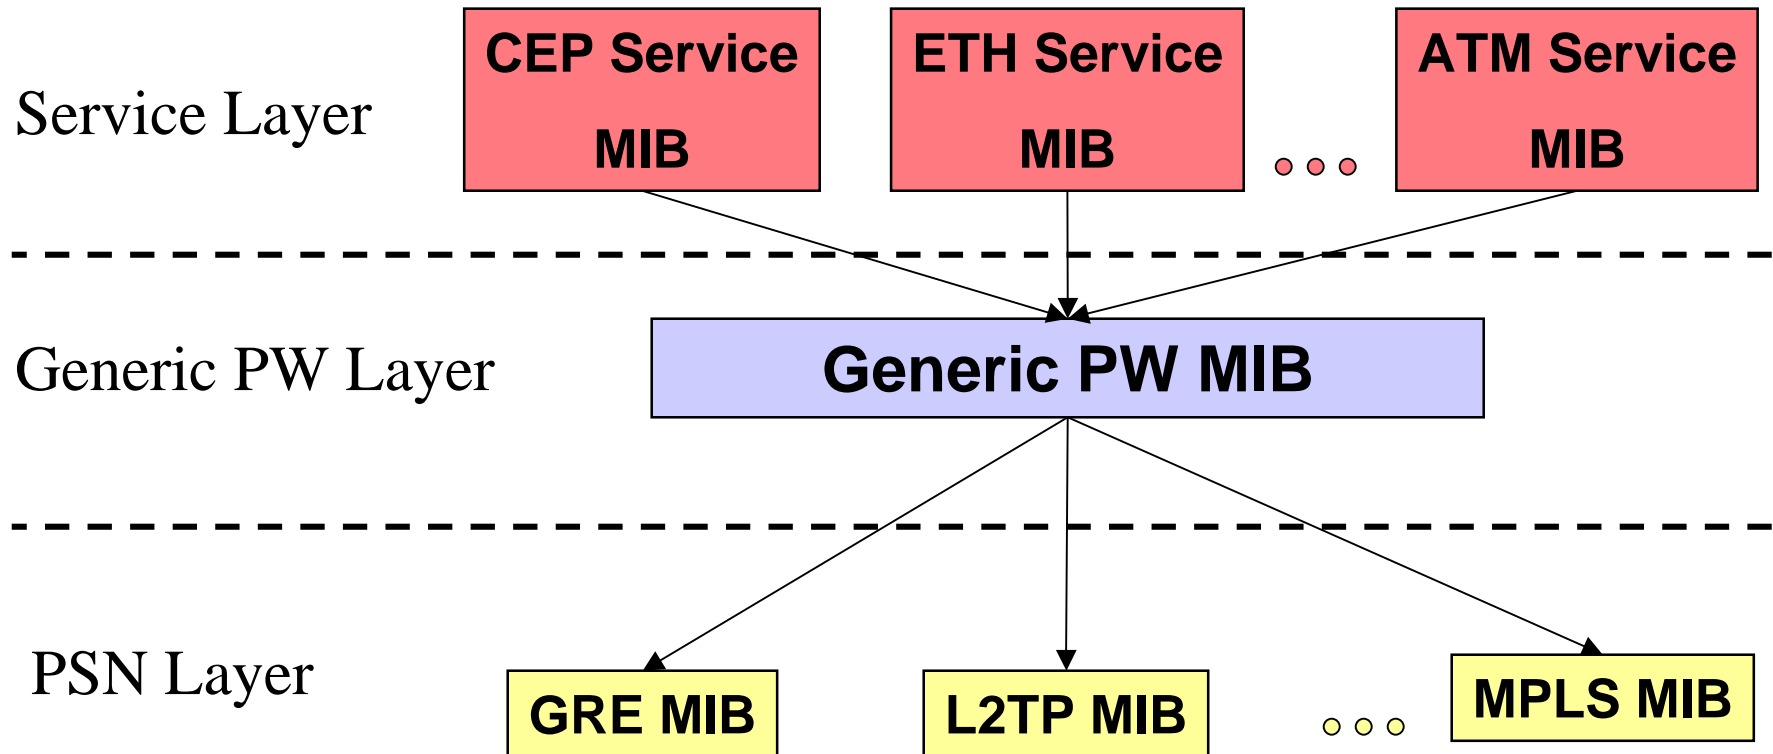 CEP Service
MIB
ETH Service
MIB
ATM Service
MIB
Service Layer
Generic PW Layer
Generic PW MIB
PSN Layer
GRE MIB
L2TP MIB
MPLS MIB